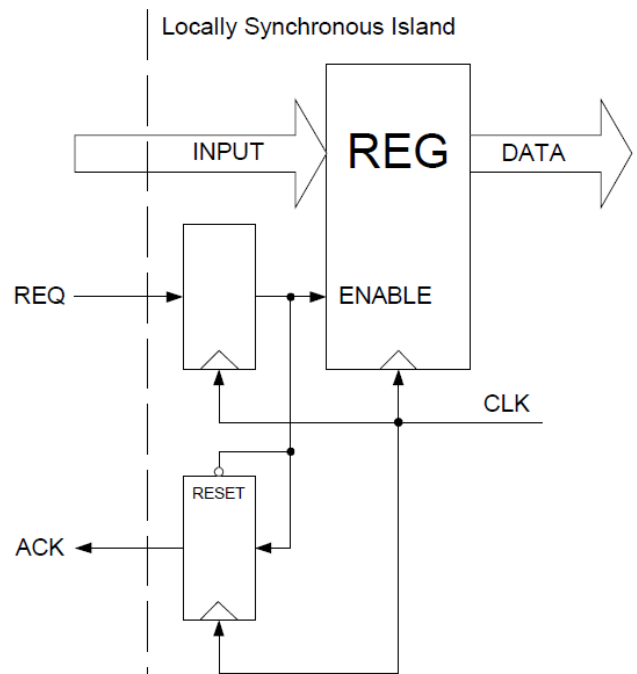 Locally Synchronous Island
INPUT
REG
DATA
REQ
ENABLE
CLK
RESET
ACK